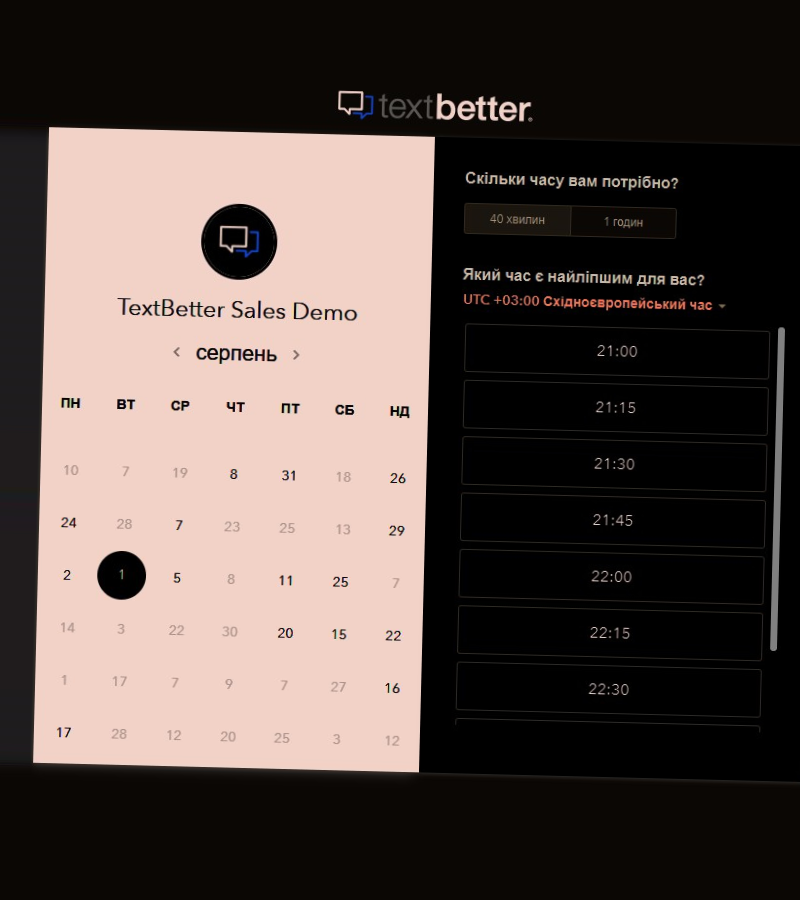 textbetter.
TextBetter Sales Demo
серпень
ПН ВТ СР ЧТ ПТ СБ НД
10 7 19 8 31 18 26
24 28 7 23 25 13 29
2 1 5 8 11 25 7
14 3 22 30 20 15 22
1 17 7 9 7 27 16
17 28 12 20 25 3 12
Скільки часу вам потрібно?
40 хвилин 1 годин
Який час є найліпшим для вас?
UTC +03:00 Східноєвропейський час
21:00
21:15
21:30
21:45
22:00
22:15
22:30